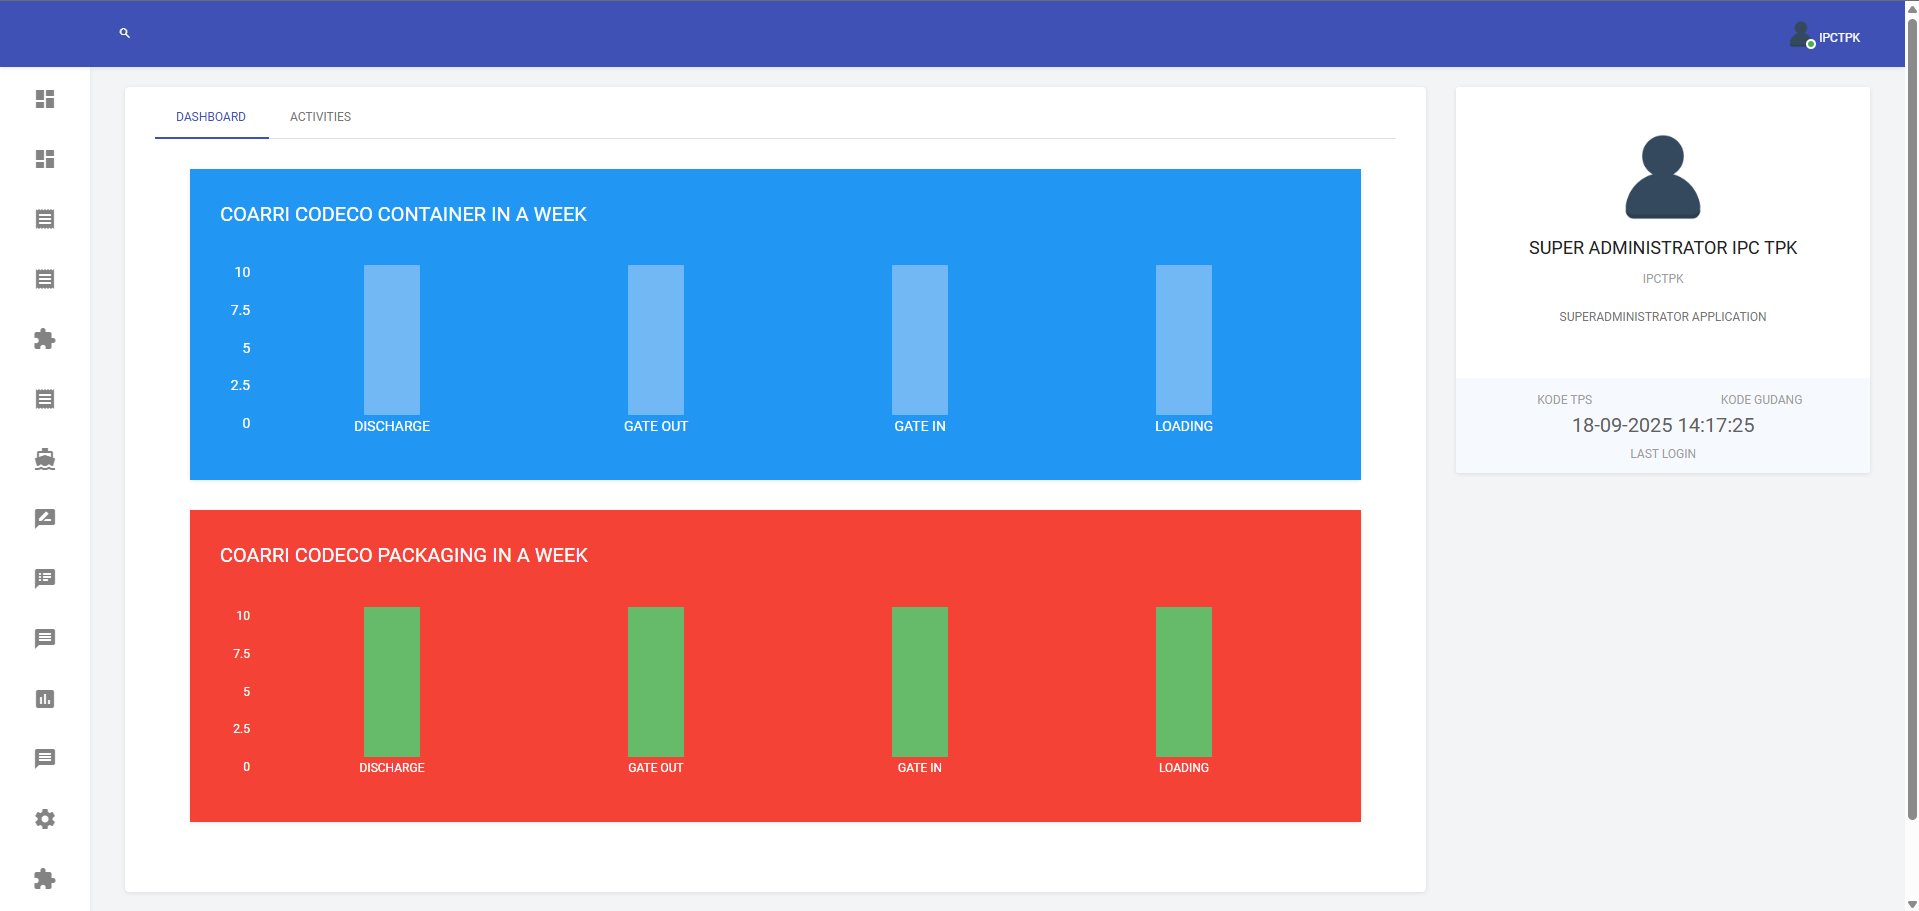 IPCTPK
DASHBOARD ACTIVITIES
COARRI CODECO CONTAINER IN A WEEK
10
7.5
5
2.5
0
DISCHARGE GATE OUT GATE IN LOADING
COARRI CODECO PACKAGING IN A WEEK
10
7.5
5
2.5
0
DISCHARGE GATE OUT GATE IN LOADING
SUPER ADMINISTRATOR IPC TPK
IPCTPK
SUPERADMINISTRATOR APPLICATION
KODE TPS KODE GUDANG
18-09-2025 14:17:25
LAST LOGIN